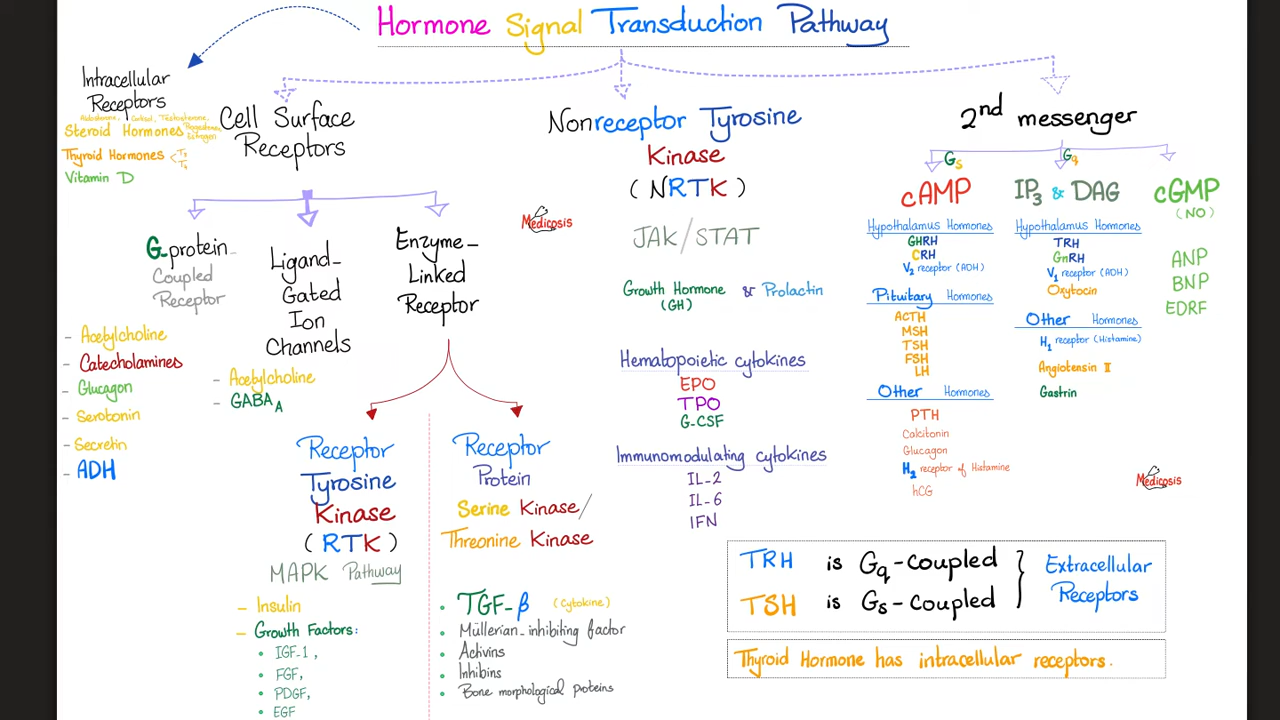 Hormone Signal Transduction Pathway
Intracellular
Receptors
Aldosterone, Cortisol, Testosterone,
Steroid Hormones Progesterone
Estrogen
Thyroid Hormones < T3
T4
Vitamin D
Cell Surface
Receptors
G-protein-
Coupled
Receptor
- Acetylcholine
- Catecholamines
- Glucagon
- Serotonin
- Secretin
- ADH
Ligand-
Gated
Ion
Channels
- Acetylcholine
- GABA A
Enzyme-
Linked
Receptor
Receptor
Tyrosine
Kinase
(RTK)
MAPK Pathway
- Insulin
- Growth Factors:
• IGF-1,
• FGF,
• PDGF,
• EGF
Receptor
Protein
Serine Kinase/
Threonine Kinase
• TGF-β (Cytokine)
• Müllerian-inhibiting factor
• Activins
• Inhibins
• Bone morphological proteins
Medicosis
Nonreceptor Tyrosine
Kinase
(NRTK)
JAK/STAT
Growth Hormone & Prolactin
(GH)
Hematopoietic cytokines
EPO
TPO
G-CSF
Immunomodulating cytokines
IL-2
IL-6
IFN
2nd messenger
Gs
cAMP
Hypothalamus Hormones
GHRH
CRH
V2 receptor (ADH)
Pituitary Hormones
ACTH
MSH
TSH
FSH
LH
Other Hormones
PTH
Calcitonin
Glucagon
H2 receptor of Histamine
hCG
Gq
IP3 & DAG
Hypothalamus Hormones
TRH
GnRH
V1 receptor (ADH)
Oxytocin
Other Hormones
H1 receptor (Histamine)
Angiotensin II
Gastrin
cGMP
(NO)
ANP
BNP
EDRF
Medicosis
TRH is Gq-coupled
TSH is Gs-coupled
} Extracellular
Receptors
Thyroid Hormone has intracellular receptors.